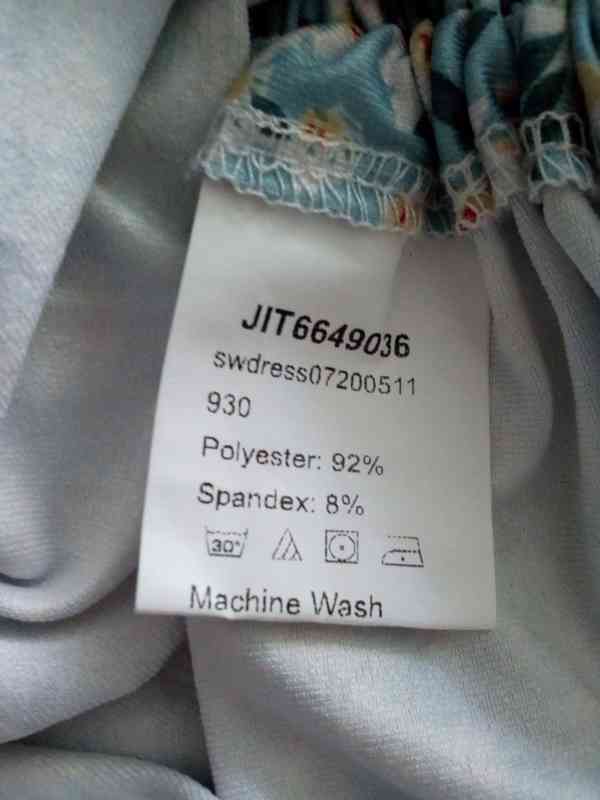 JIT6649036
swdress07200511
930
Polyester: 92%
Spandex: 8%
30°
Machine Wash